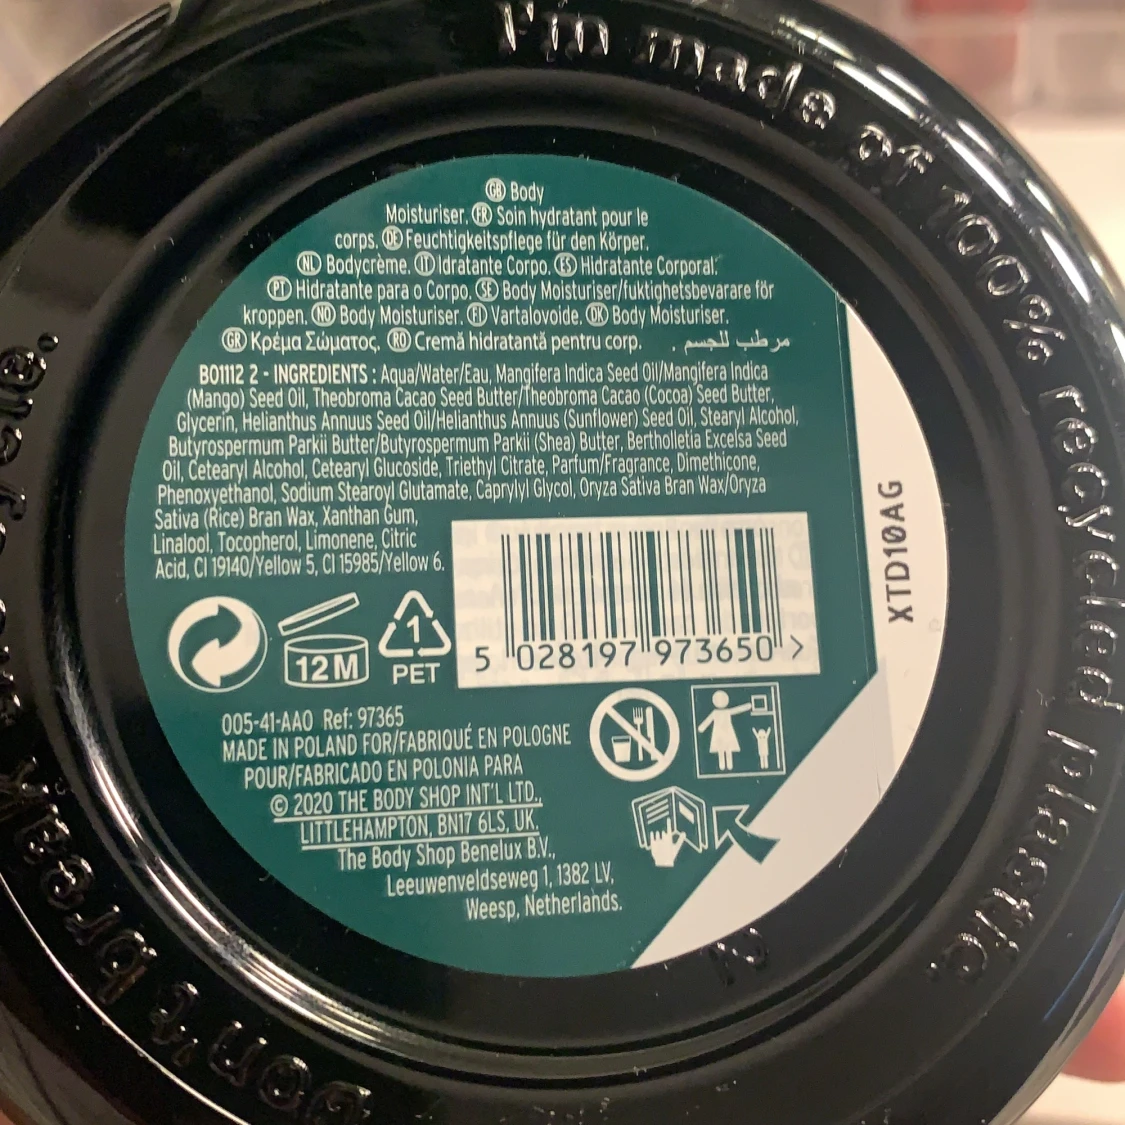 I'm made of 100% recycled plastic.
GB Body
Moisturiser. FR Soin hydratant pour le
corps. DE Feuchtigkeitspflege für den Körper.
NL Bodycrème. IT Idratante Corpo. ES Hidratante Corporal.
PT Hidratante para o Corpo. SE Body Moisturiser/fuktighetsbevarare för
kroppen. NO Body Moisturiser. FI Vartalovoide. DK Body Moisturiser.
GR Κρέμα Σώματος. RO Cremă hidratantă pentru corp. مرطب للجسم.
BO1112 2 - INGREDIENTS : Aqua/Water/Eau, Mangifera Indica Seed Oil/Mangifera Indica
(Mango) Seed Oil, Theobroma Cacao Seed Butter/Theobroma Cacao (Cocoa) Seed Butter,
Glycerin, Helianthus Annuus Seed Oil/Helianthus Annuus (Sunflower) Seed Oil, Stearyl Alcohol,
Butyrospermum Parkii Butter/Butyrospermum Parkii (Shea) Butter, Bertholletia Excelsa Seed
Oil, Cetearyl Alcohol, Cetearyl Glucoside, Triethyl Citrate, Parfum/Fragrance, Dimethicone,
Phenoxyethanol, Sodium Stearoyl Glutamate, Caprylyl Glycol, Oryza Sativa Bran Wax/Oryza
Sativa (Rice) Bran Wax, Xanthan Gum,
Linalool, Tocopherol, Limonene, Citric
Acid, CI 19140/Yellow 5, CI 15985/Yellow 6.
XTD10AG
12M
1
PET
5 028197 973650 >
005-41-AAO Ref: 97365
MADE IN POLAND FOR/FABRIQUÉ EN POLOGNE
POUR/FABRICADO EN POLONIA PARA
© 2020 THE BODY SHOP INT'L LTD.,
LITTLEHAMPTON, BN17 6LS, UK.
The Body Shop Benelux B.V.,
Leeuwenveldseweg 1, 1382 LV,
Weesp, Netherlands.
Don't break